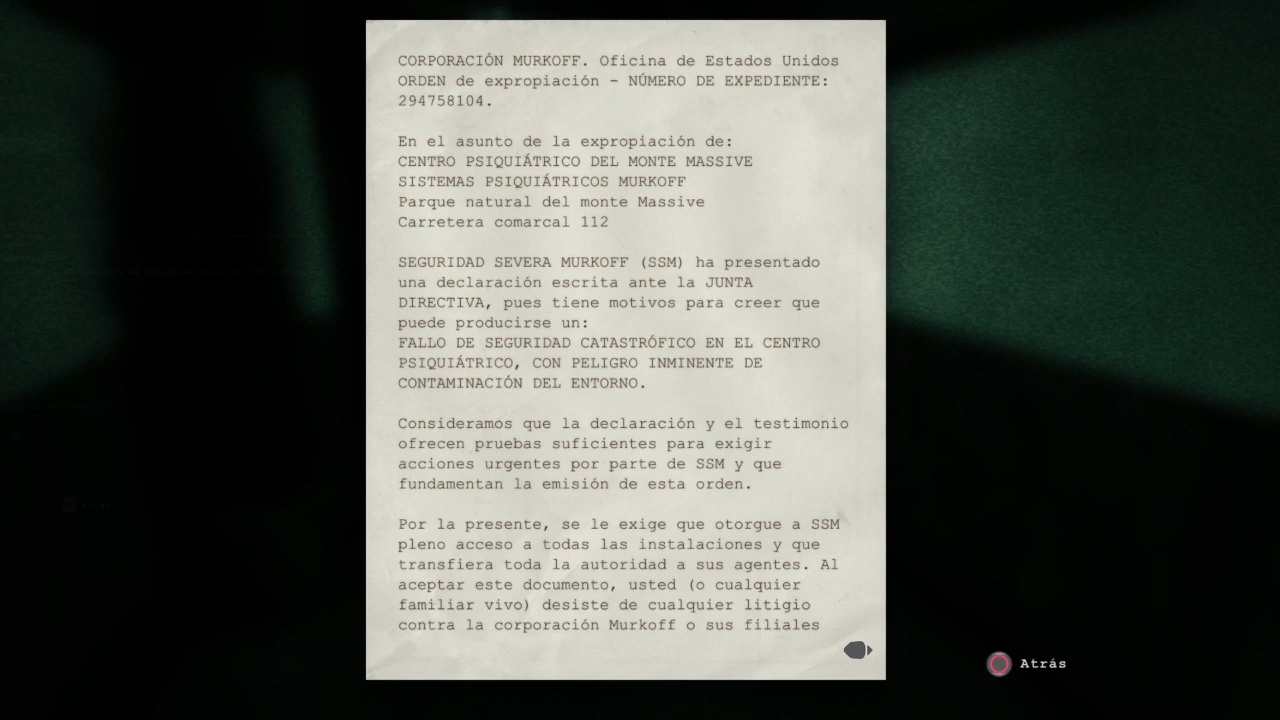 CORPORACIÓN MURKOFF. Oficina de Estados Unidos
ORDEN de expropiación - NÚMERO DE EXPEDIENTE:
294758104.
En el asunto de la expropiación de:
CENTRO PSIQUIÁTRICO DEL MONTE MASSIVE
SISTEMAS PSIQUIÁTRICOS MURKOFF
Parque natural del monte Massive
Carretera comarcal 112
SEGURIDAD SEVERA MURKOFF (SSM) ha presentado
una declaración escrita ante la JUNTA
DIRECTIVA, pues tiene motivos para creer que
puede producirse un:
FALLO DE SEGURIDAD CATASTRÓFICO EN EL CENTRO
PSIQUIÁTRICO, CON PELIGRO INMINENTE DE
CONTAMINACIÓN DEL ENTORNO.
Consideramos que la declaración y el testimonio
ofrecen pruebas suficientes para exigir
acciones urgentes por parte de SSM y que
fundamentan la emisión de esta orden.
Por la presente, se le exige que otorgue a SSM
pleno acceso a todas las instalaciones y que
transfiera toda la autoridad a sus agentes. Al
aceptar este documento, usted (o cualquier
familiar vivo) desiste de cualquier litigio
contra la corporación Murkoff o sus filiales
Atrás